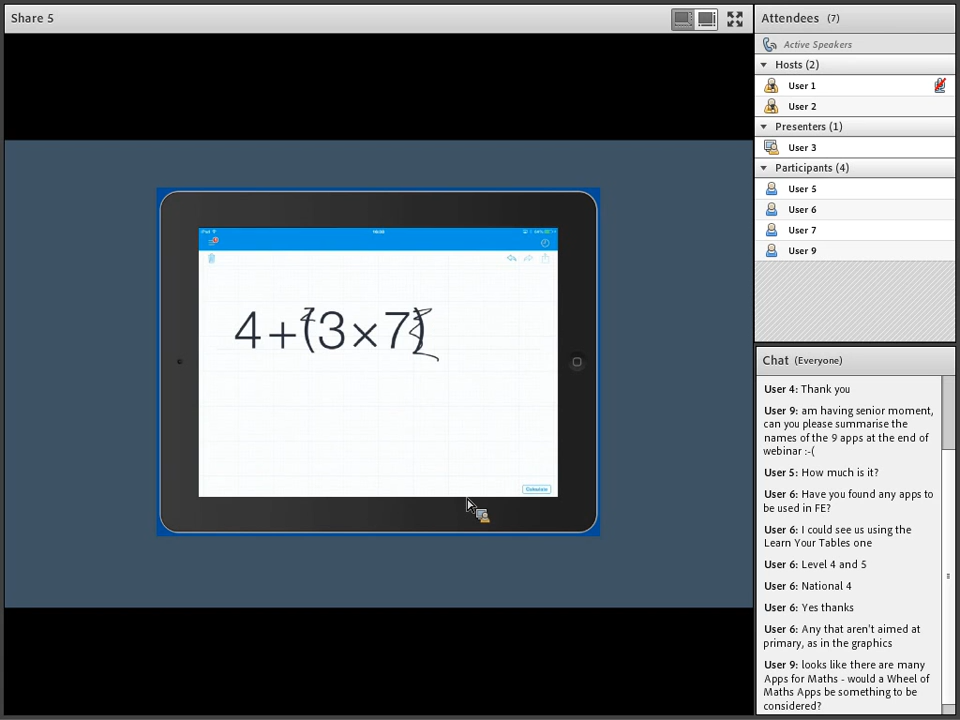 Share 5
4+(3×7)
Calculate
Attendees (7)
Active Speakers
Hosts (2)
User 1
User 2
Presenters (1)
User 3
Participants (4)
User 5
User 6
User 7
User 9
Chat (Everyone)
User 4: Thank you
User 9: am having senior moment,
can you please summarise the
names of the 9 apps at the end of
webinar :-(
User 5: How much is it?
User 6: Have you found any apps to
be used in FE?
User 6: I could see us using the
Learn Your Tables one
User 6: Level 4 and 5
User 6: National 4
User 6: Yes thanks
User 6: Any that aren't aimed at
primary, as in the graphics
User 9: looks like there are many
Apps for Maths - would a Wheel of
Maths Apps be something to be
considered?